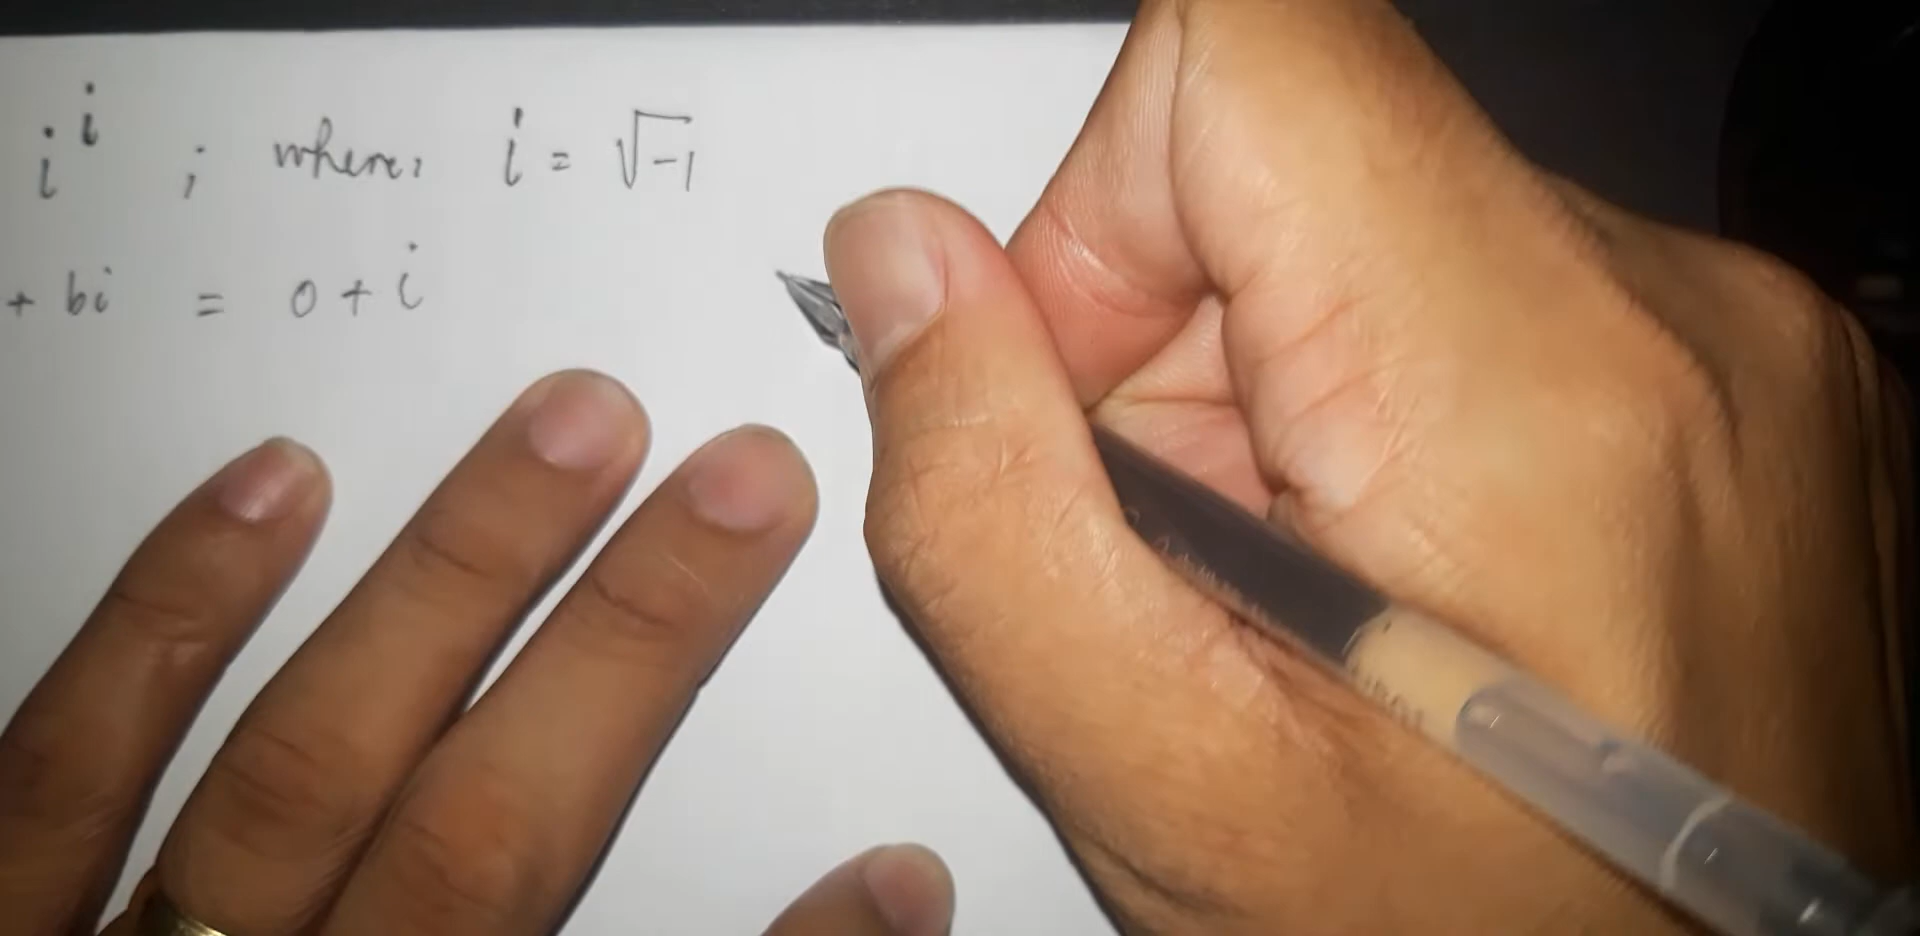 i^i ; where, i = √-1
+ bi = 0 + i